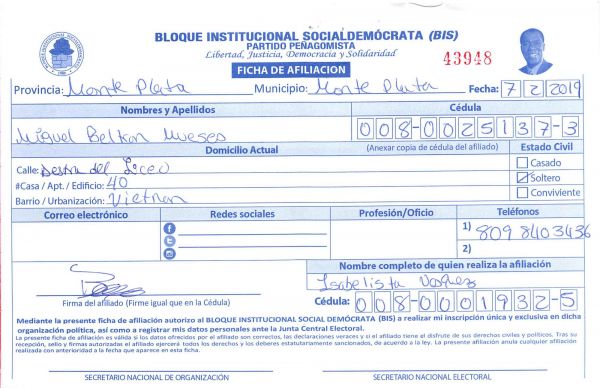 BLOQUE INSTITUCIONAL SOCIALDEMÓCRATA (BIS)
PARTIDO PEÑAGOMISTA
Libertad, Justicia, Democracia y Solidaridad
43948
FICHA DE AFILIACION
Provincia: Monte Plata Municipio: Monte Plata Fecha: 7/2/2019
Nombres y Apellidos Cédula
Miguel Beltran Mueses 008-0025137-3
Domicilio Actual (Anexar copia de cédula del afiliado) Estado Civil
Calle: Destra del Liceo Casado
#Casa / Apt. / Edificio: 40 Soltero
Barrio / Urbanización: Vietnan Conviviente
Correo electrónico Redes sociales Profesión/Oficio Teléfonos
1) 809 8403436
2)
Nombre completo de quien realiza la afiliación
Isabelista Vasquez
Firma del afiliado (Firme igual que en la Cédula) Cédula: 008-0001932-5
Mediante la presente ficha de afiliación autorizo al BLOQUE INSTITUCIONAL SOCIAL DEMÓCRATA (BIS) a realizar mi inscripción única y exclusiva en dicha
organización política, así como a registrar mis datos personales ante la Junta Central Electoral.
La presente ficha de afiliación es válida si los datos ofrecidos por el afiliado son correctos, las declaraciones veraces y si el afiliado tiene el disfrute de sus derechos civiles y políticos. Tras su
recepción, sello y firmas autorizadas el afiliado ejercerá todos los derechos y los deberes estatutariamente sancionados, de acuerdo a la ley. La presente afiliación anula cualquier afiliación
realizada con anterioridad a la fecha que aparece en esta ficha.
SECRETARIO NACIONAL DE ORGANIZACIÓN SECRETARIO NACIONAL ELECTORAL